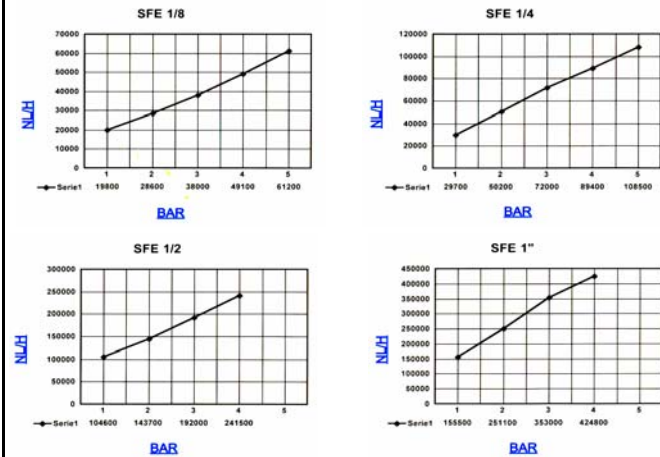 SFE 1/8
70000
60000
50000
40000
30000
20000
10000
0
NL/H
1 2 3 4 5
Serie1 19800 28600 38000 49100 61200
BAR
SFE 1/4
120000
100000
80000
60000
40000
20000
0
NL/H
1 2 3 4 5
Serie1 29700 50200 72000 89400 108500
BAR
SFE 1/2
300000
250000
200000
150000
100000
50000
0
NL/H
1 2 3 4 5
Serie1 104600 143700 192000 241500
BAR
SFE 1"
450000
400000
350000
300000
250000
200000
150000
100000
50000
0
NL/H
1 2 3 4 5
Serie1 155500 251100 353000 424800
BAR